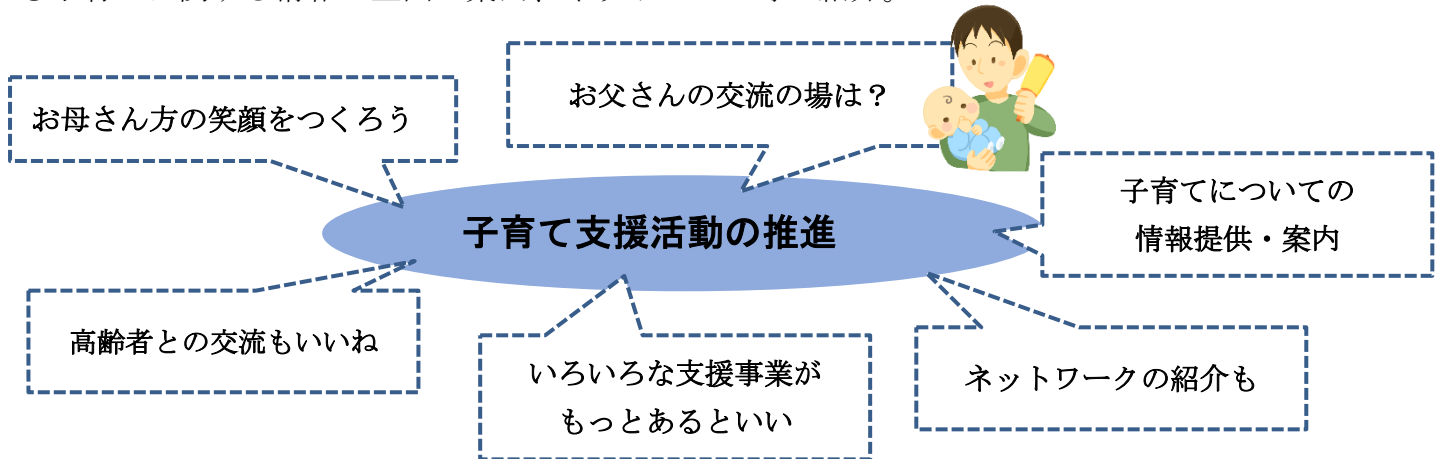 お父さんの交流の場は？
お母さん方の笑顔をつくろう
子育てについての
情報提供・案内
子育て支援活動の推進
高齢者との交流もいいね
いろいろな支援事業が
もっとあるといい
ネットワークの紹介も